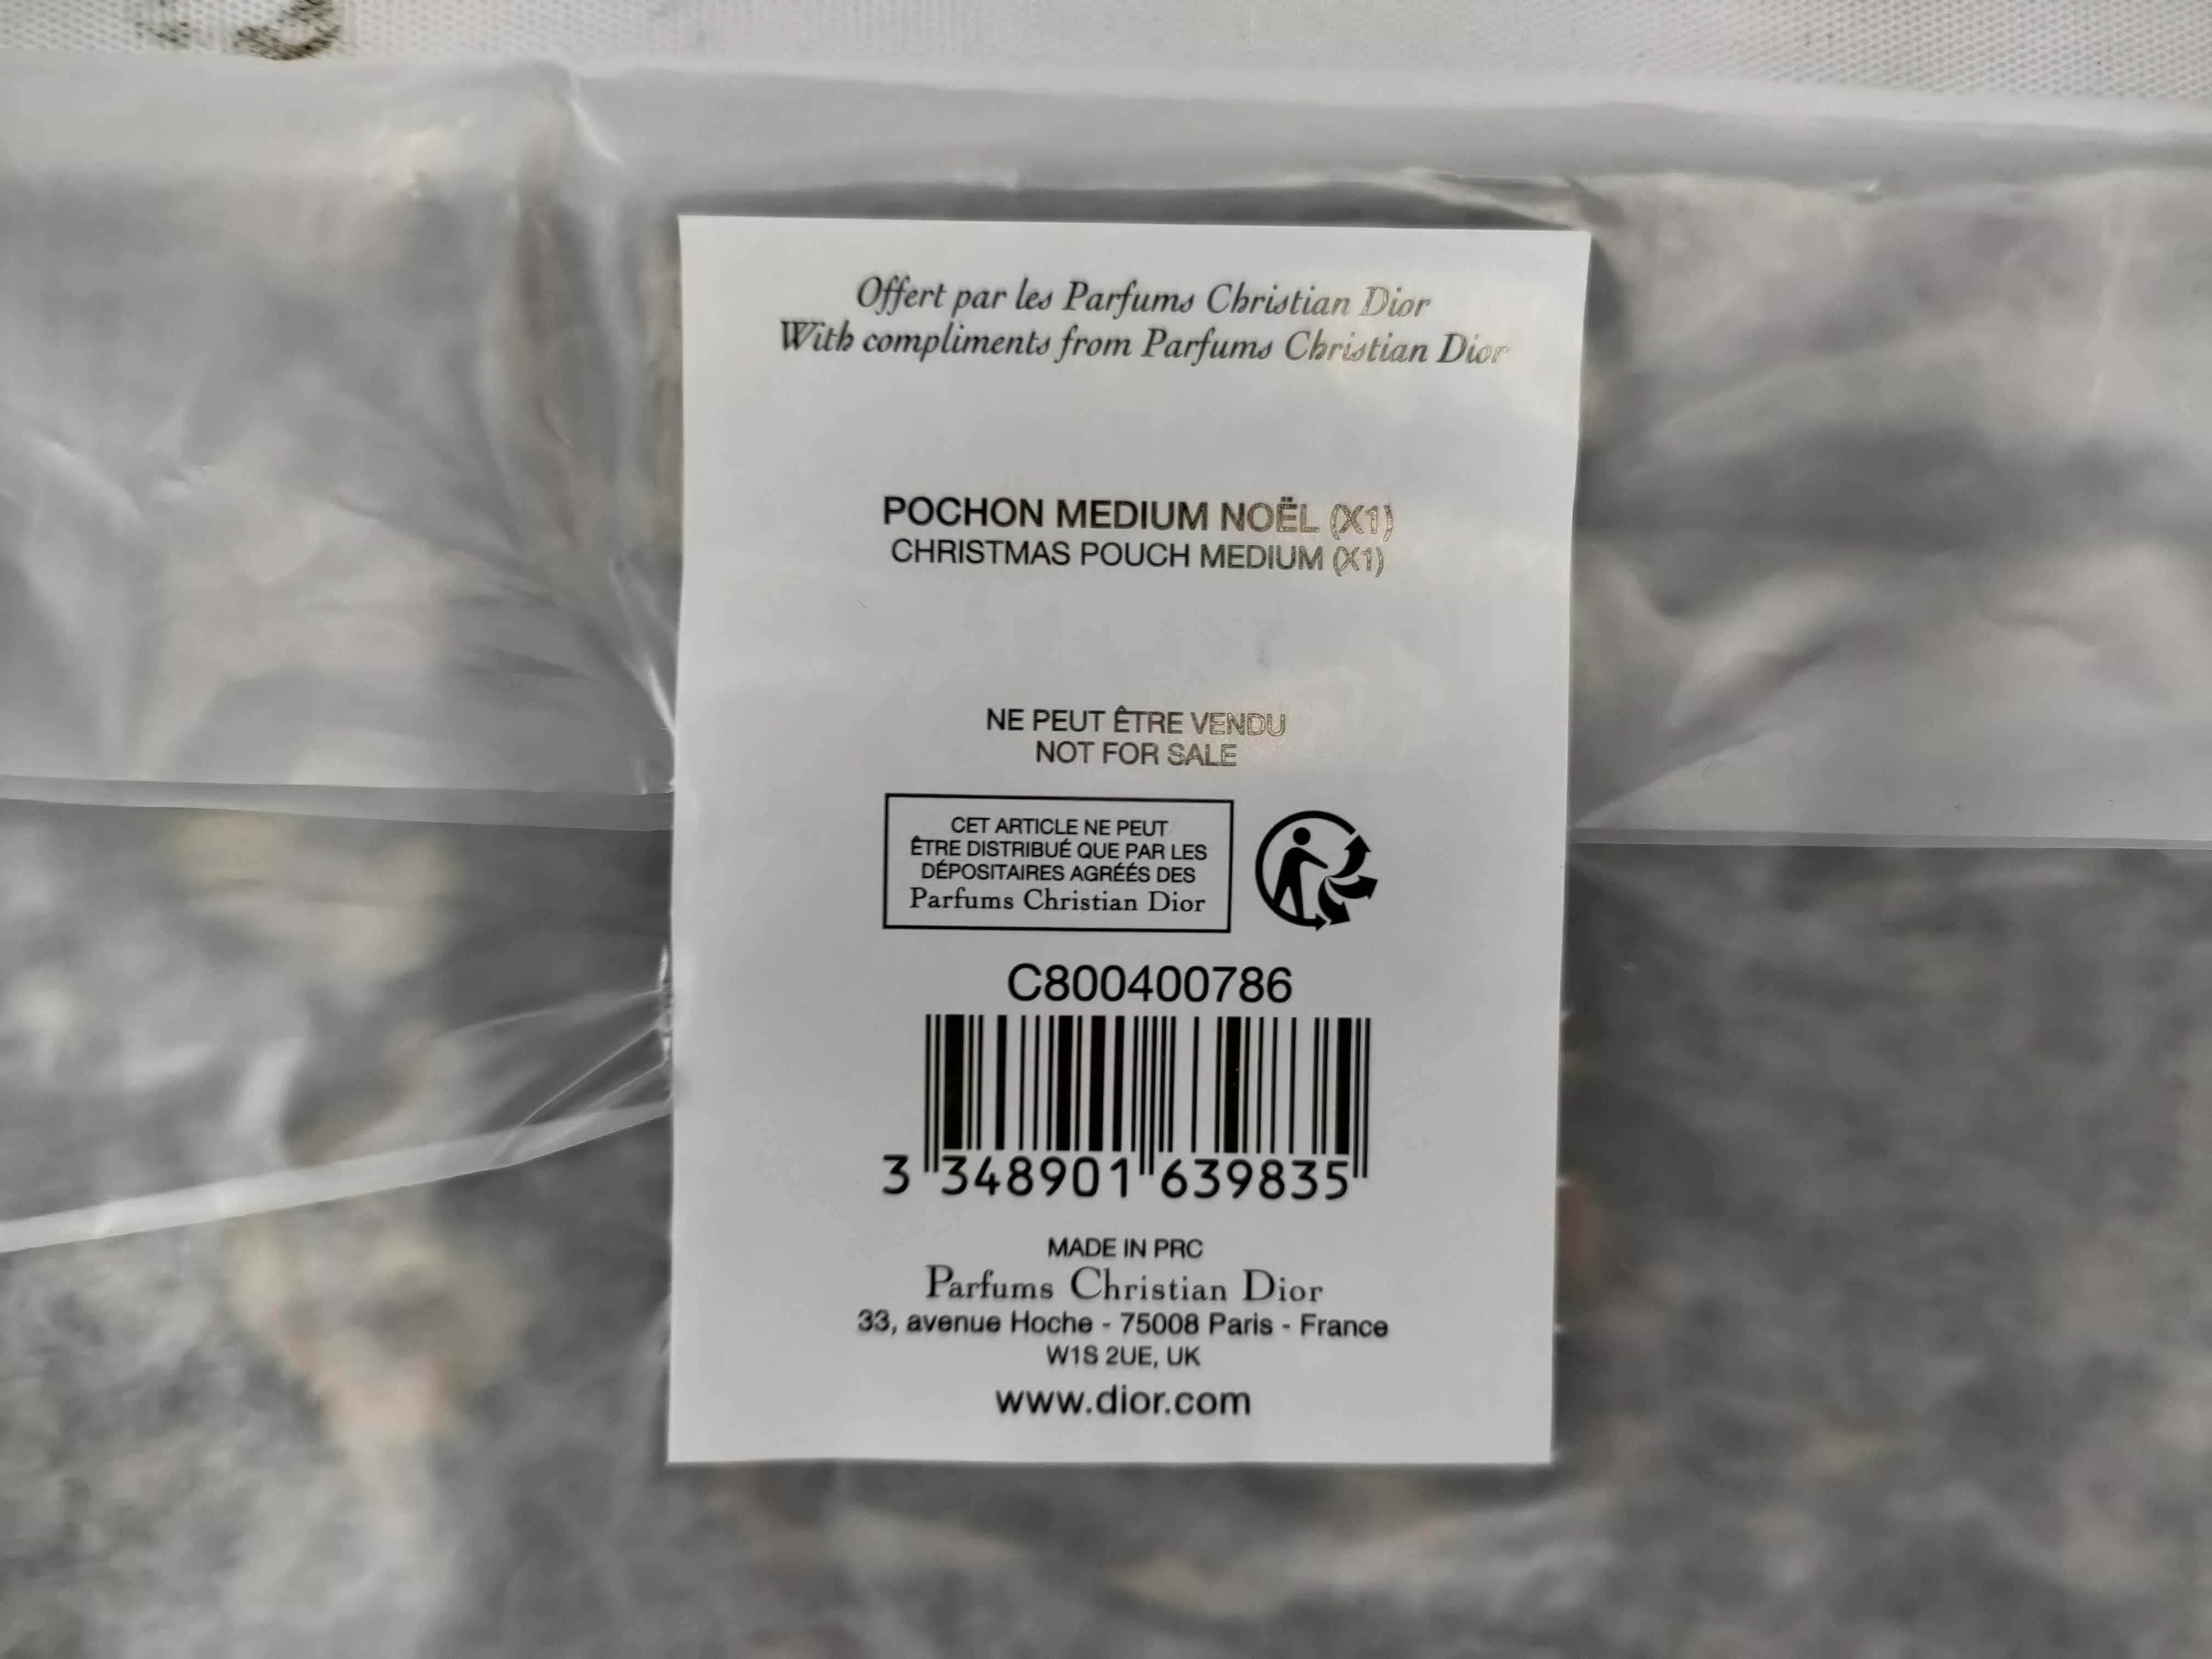 Offert par les Parfums Christian Dior
With compliments from Parfums Christian Dior
POCHON MEDIUM NOËL (X1)
CHRISTMAS POUCH MEDIUM (X1)
NE PEUT ÊTRE VENDU
NOT FOR SALE
CET ARTICLE NE PEUT
ÊTRE DISTRIBUÉ QUE PAR LES
DÉPOSITAIRES AGRÉÉS DES
Parfums Christian Dior
C800400786
3 348901 639835
MADE IN PRC
Parfums Christian Dior
33, avenue Hoche - 75008 Paris - France
W1S 2UE, UK
www.dior.com